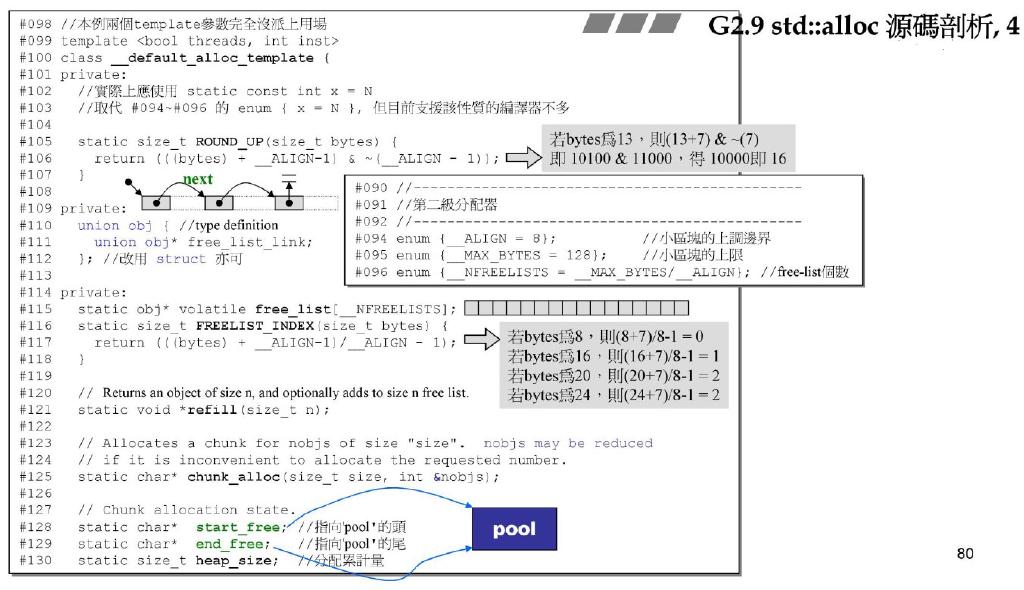 G2.9 std::alloc 源碼剖析, 4
#098 //本例兩個template參數完全沒派上用場
#099 template <bool threads, int inst>
#100 class __default_alloc_template {
#101 private:
#102 //實際上應使用 static const int x = N
#103 //取代 #094~#096 的 enum { x = N }, 但目前支援該性質的編譯器不多
#104
#105 static size_t ROUND_UP(size_t bytes) {
#106 return (((bytes) + __ALIGN-1) & ~(__ALIGN - 1));
#107 }
#108
#109 private:
#110 union obj { //type definition
#111 union obj* free_list_link;
#112 }; //改用 struct 亦可
#113
#114 private:
#115 static obj* volatile free_list[__NFREELISTS];
#116 static size_t FREELIST_INDEX(size_t bytes) {
#117 return (((bytes) + __ALIGN-1)/__ALIGN - 1);
#118 }
#119
#120 // Returns an object of size n, and optionally adds to size n free list.
#121 static void *refill(size_t n);
#122
#123 // Allocates a chunk for nobjs of size "size". nobjs may be reduced
#124 // if it is inconvenient to allocate the requested number.
#125 static char* chunk_alloc(size_t size, int &nobjs);
#126
#127 // Chunk allocation state.
#128 static char* start_free; //指向'pool'的頭
#129 static char* end_free; //指向'pool'的尾
#130 static size_t heap_size; //分配累計量
若bytes爲13，則(13+7) & ~(7)
即 10100 & 11000，得 10000即 16
next
#090 //---------------------------------------------
#091 //第二級分配器
#092 //---------------------------------------------
#094 enum {__ALIGN = 8}; //小區塊的上調邊界
#095 enum {__MAX_BYTES = 128}; //小區塊的上限
#096 enum {__NFREELISTS = __MAX_BYTES/__ALIGN}; //free-list個數
若bytes爲8，則(8+7)/8-1 = 0
若bytes爲16，則(16+7)/8-1 = 1
若bytes爲20，則(20+7)/8-1 = 2
若bytes爲24，則(24+7)/8-1 = 2
pool
80